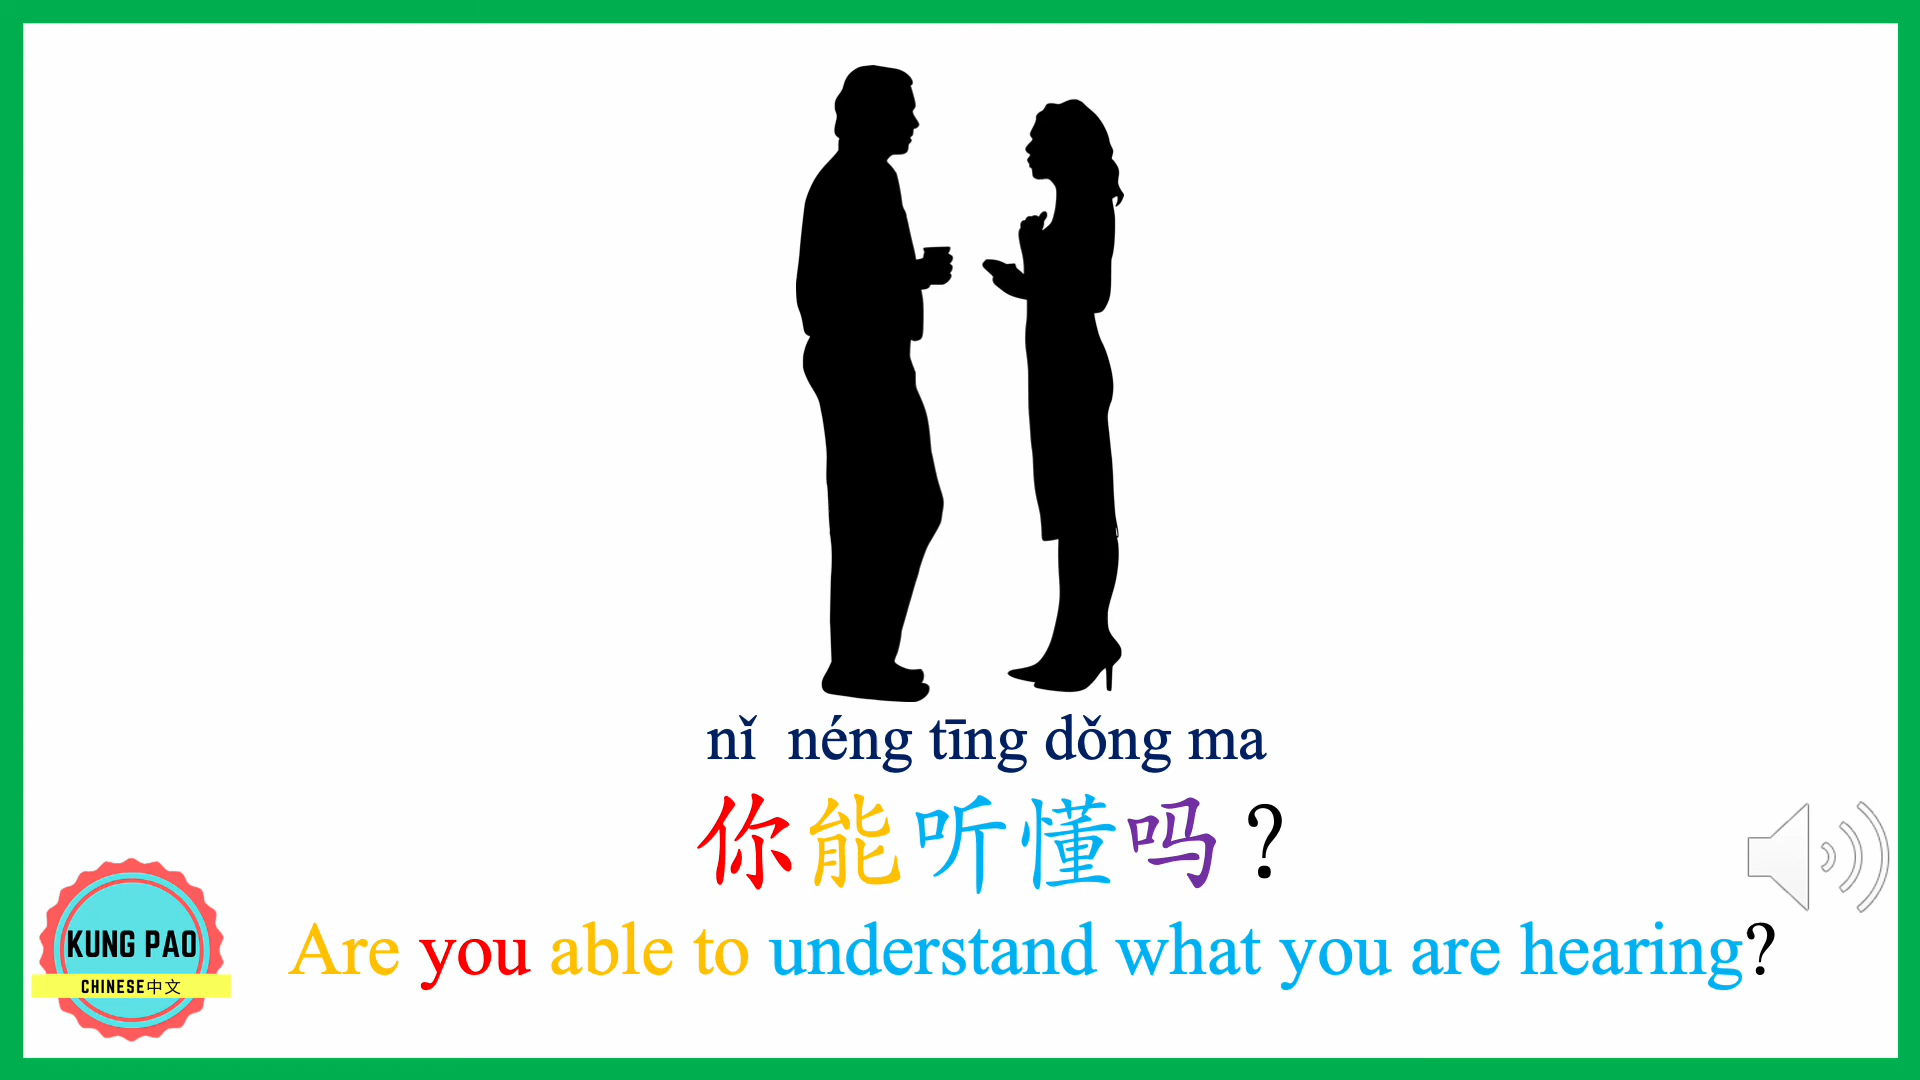 nǐ néng tīng dǒng ma
你能听懂吗？
Are you able to understand what you are hearing?
KUNG PAO
CHINESE中文